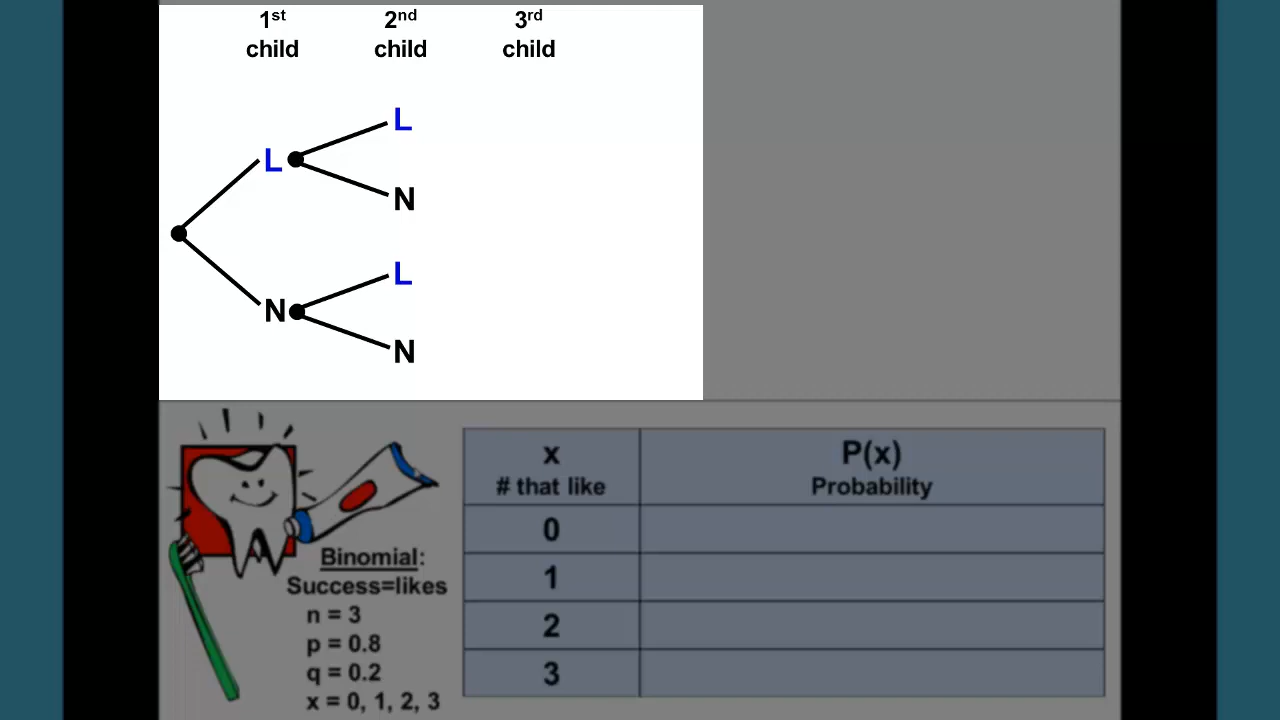 1st 2nd 3rd
child child child
L
L
N
L
N
N
x P(x)
# that like Probability
0
1
2
3
Binomial:
Success=likes
n = 3
p = 0.8
q = 0.2
x = 0, 1, 2, 3